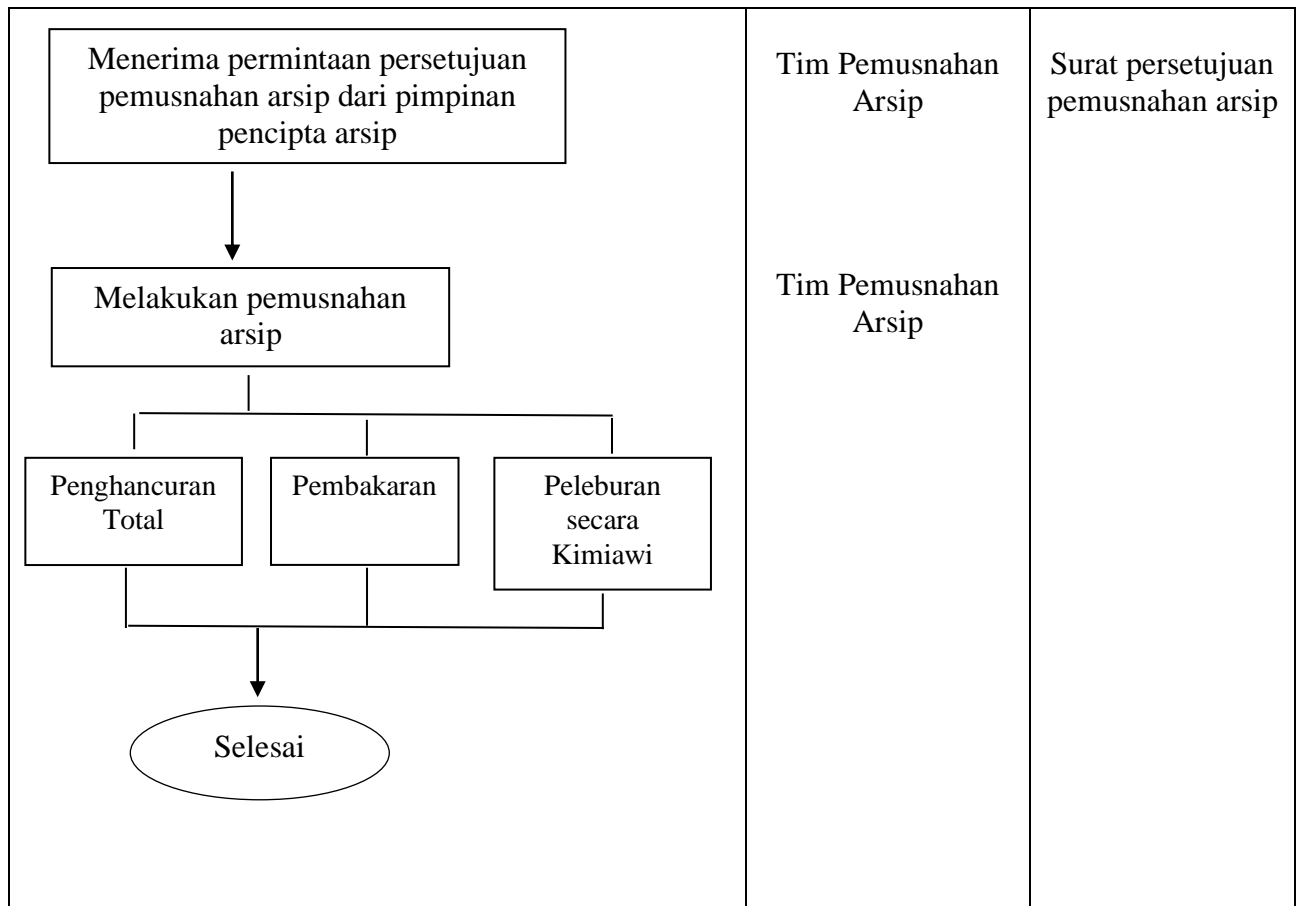 Menerima permintaan persetujuan
pemusnahan arsip dari pimpinan
pencipta arsip
Tim Pemusnahan
Arsip
Surat persetujuan
pemusnahan arsip
Melakukan pemusnahan
arsip
Tim Pemusnahan
Arsip
Penghancuran
Total
Pembakaran
Peleburan
secara
Kimiawi
Selesai